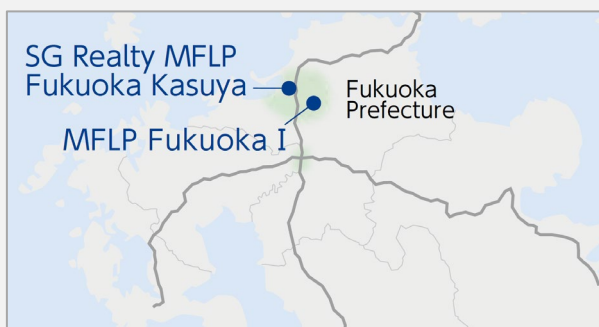 SG Realty MFLP
Fukuoka Kasuya
Fukuoka
Prefecture
MFLP Fukuoka I